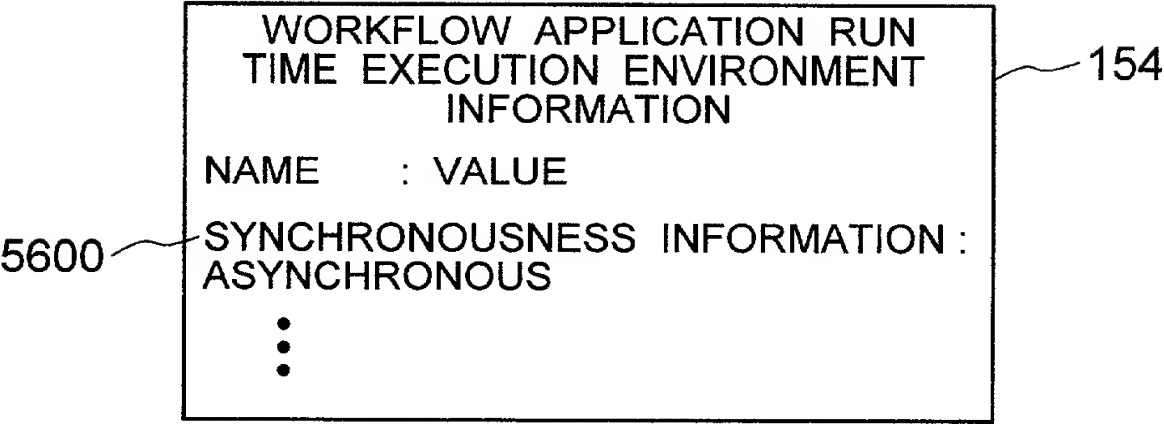 WORKFLOW APPLICATION RUN
TIME EXECUTION ENVIRONMENT
INFORMATION
154
NAME : VALUE
5600
SYNCHRONOUSNESS INFORMATION :
ASYNCHRONOUS